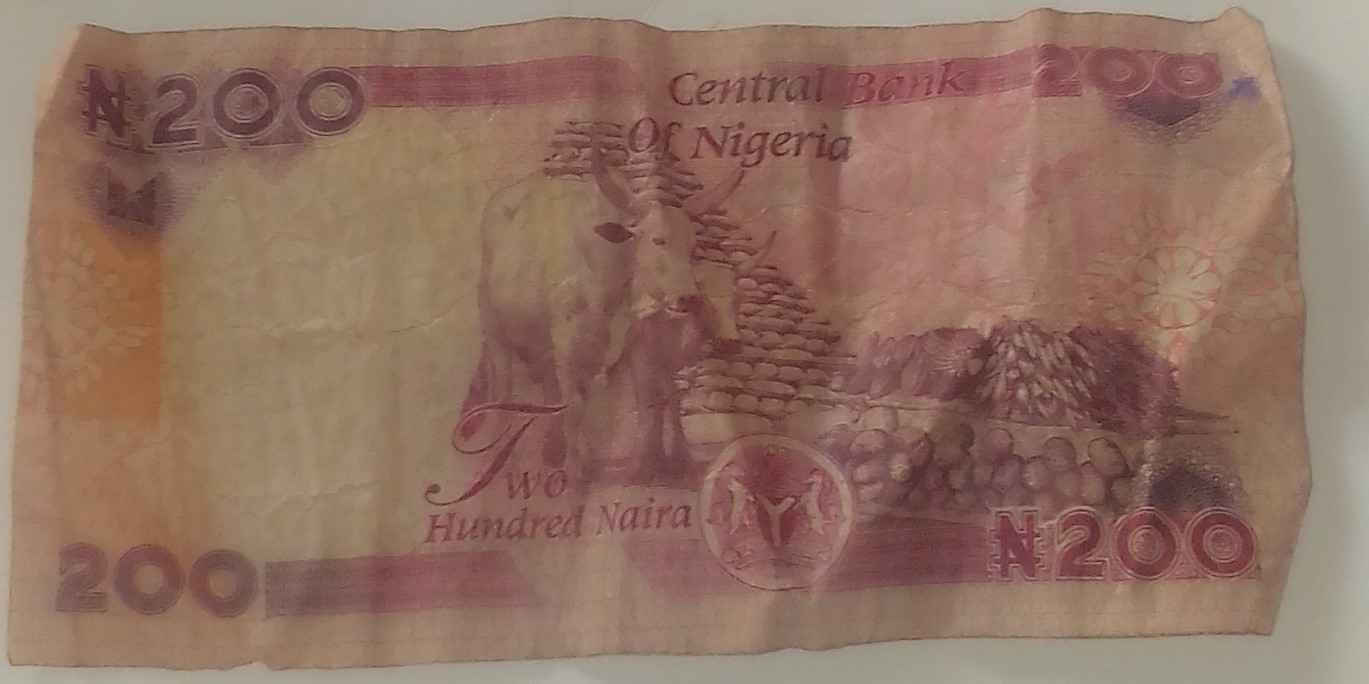 ₦200
Central Bank
Of Nigeria
200
Two
Hundred Naira
200
₦200